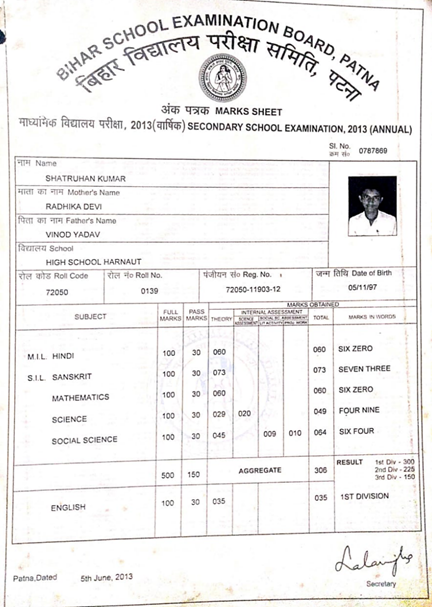 BIHAR SCHOOL EXAMINATION BOARD, PATNA
बिहार विद्यालय परीक्षा समिति, पटना
अंक पत्रक MARKS SHEET
माध्यमिक विद्यालय परीक्षा, 2013(वार्षिक) SECONDARY SCHOOL EXAMINATION, 2013 (ANNUAL)
Sl. No. 0787869
क्रम सं०
नाम Name
SHATRUHAN KUMAR
माता का नाम Mother's Name
RADHIKA DEVI
पिता का नाम Father's Name
VINOD YADAV
विद्यालय School
HIGH SCHOOL HARNAUT
रोल कोड Roll Code रोल नं० Roll No. पंजीयन सं० Reg. No. जन्म तिथि Date of Birth
72050 0139 72050-11903-12 05/11/97
MARKS OBTAINED
SUBJECT FULL MARKS PASS MARKS THEORY INTERNAL ASSESSMENT TOTAL MARKS IN WORDS
M.I.L. HINDI 100 30 060 060 SIX ZERO
S.I.L. SANSKRIT 100 30 073 073 SEVEN THREE
MATHEMATICS 100 30 060 060 SIX ZERO
SCIENCE 100 30 029 020 049 FOUR NINE
SOCIAL SCIENCE 100 30 045 009 010 064 SIX FOUR
500 150 AGGREGATE 306 RESULT 1st Div - 300
2nd Div - 225
3rd Div - 150
ENGLISH 100 30 035 035 1ST DIVISION
Patna,Dated 5th June, 2013
Secretary